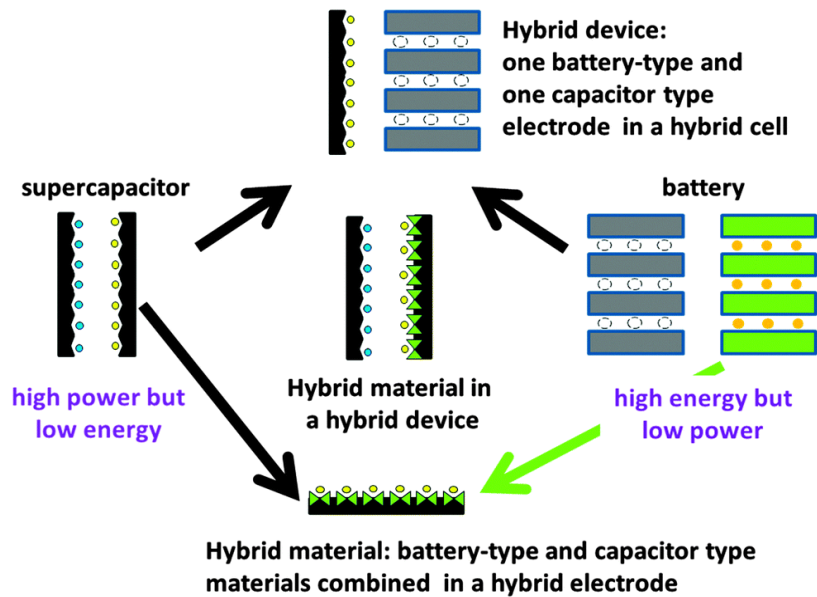 Hybrid device:
one battery-type and
one capacitor type
electrode in a hybrid cell
supercapacitor
battery
high power but
low energy
Hybrid material in
a hybrid device
high energy but
low power
Hybrid material: battery-type and capacitor type
materials combined in a hybrid electrode